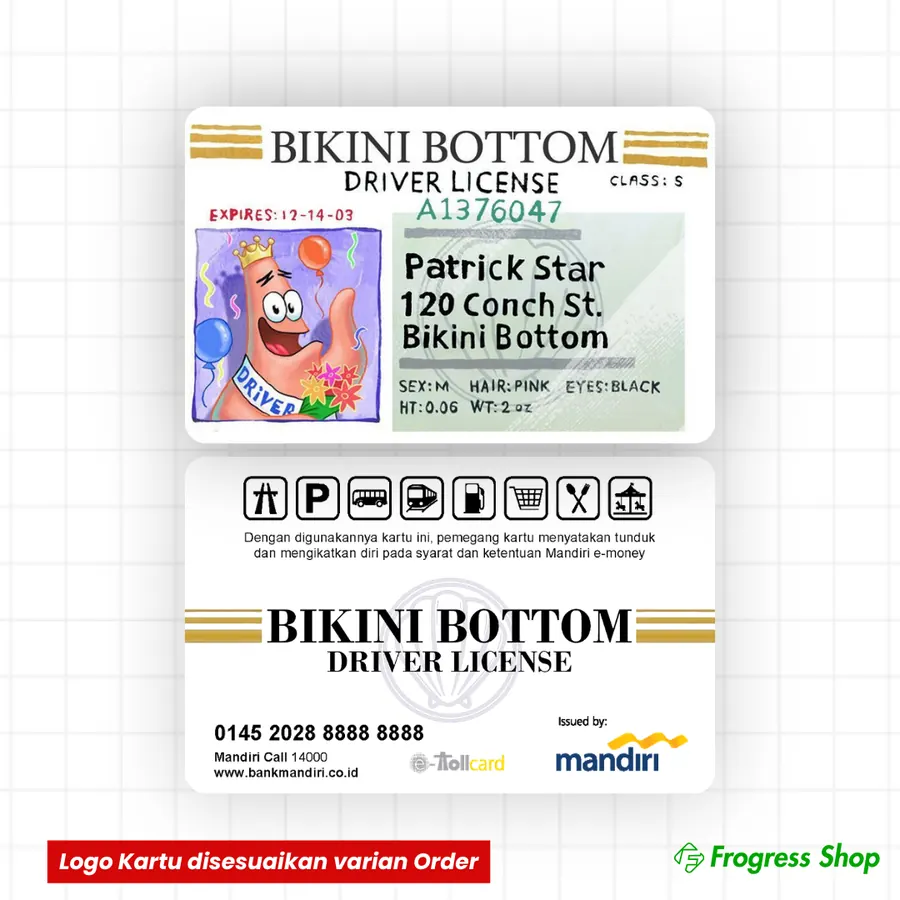 BIKINI BOTTOM
DRIVER LICENSE
CLASS: S
EXPIRES: 12-14-03
A1376047
Patrick Star
120 Conch St.
Bikini Bottom
DRiVER
SEX: M HAIR: PINK EYES: BLACK
HT: 0.06 WT: 2 oz
P
Dengan digunakannya kartu ini, pemegang kartu menyatakan tunduk
dan mengikatkan diri pada syarat dan ketentuan Mandiri e-money
BIKINI BOTTOM
DRIVER LICENSE
0145 2028 8888 8888
Mandiri Call 14000
www.bankmandiri.co.id
e-Tollcard
Issued by:
mandırı
Logo Kartu disesuaikan varian Order
Frogress Shop